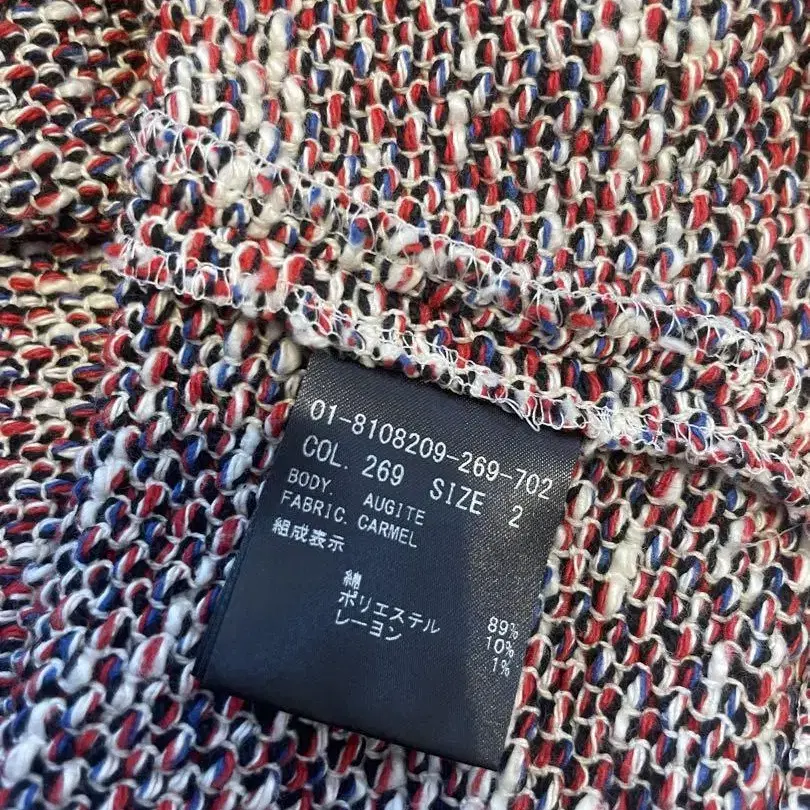 01-8108209-269-702
COL. 269 SIZE 2
BODY. AUGITE
FABRIC. CARMEL
組成表示
綿 89%
ポリエステル 10%
レーヨン 1%